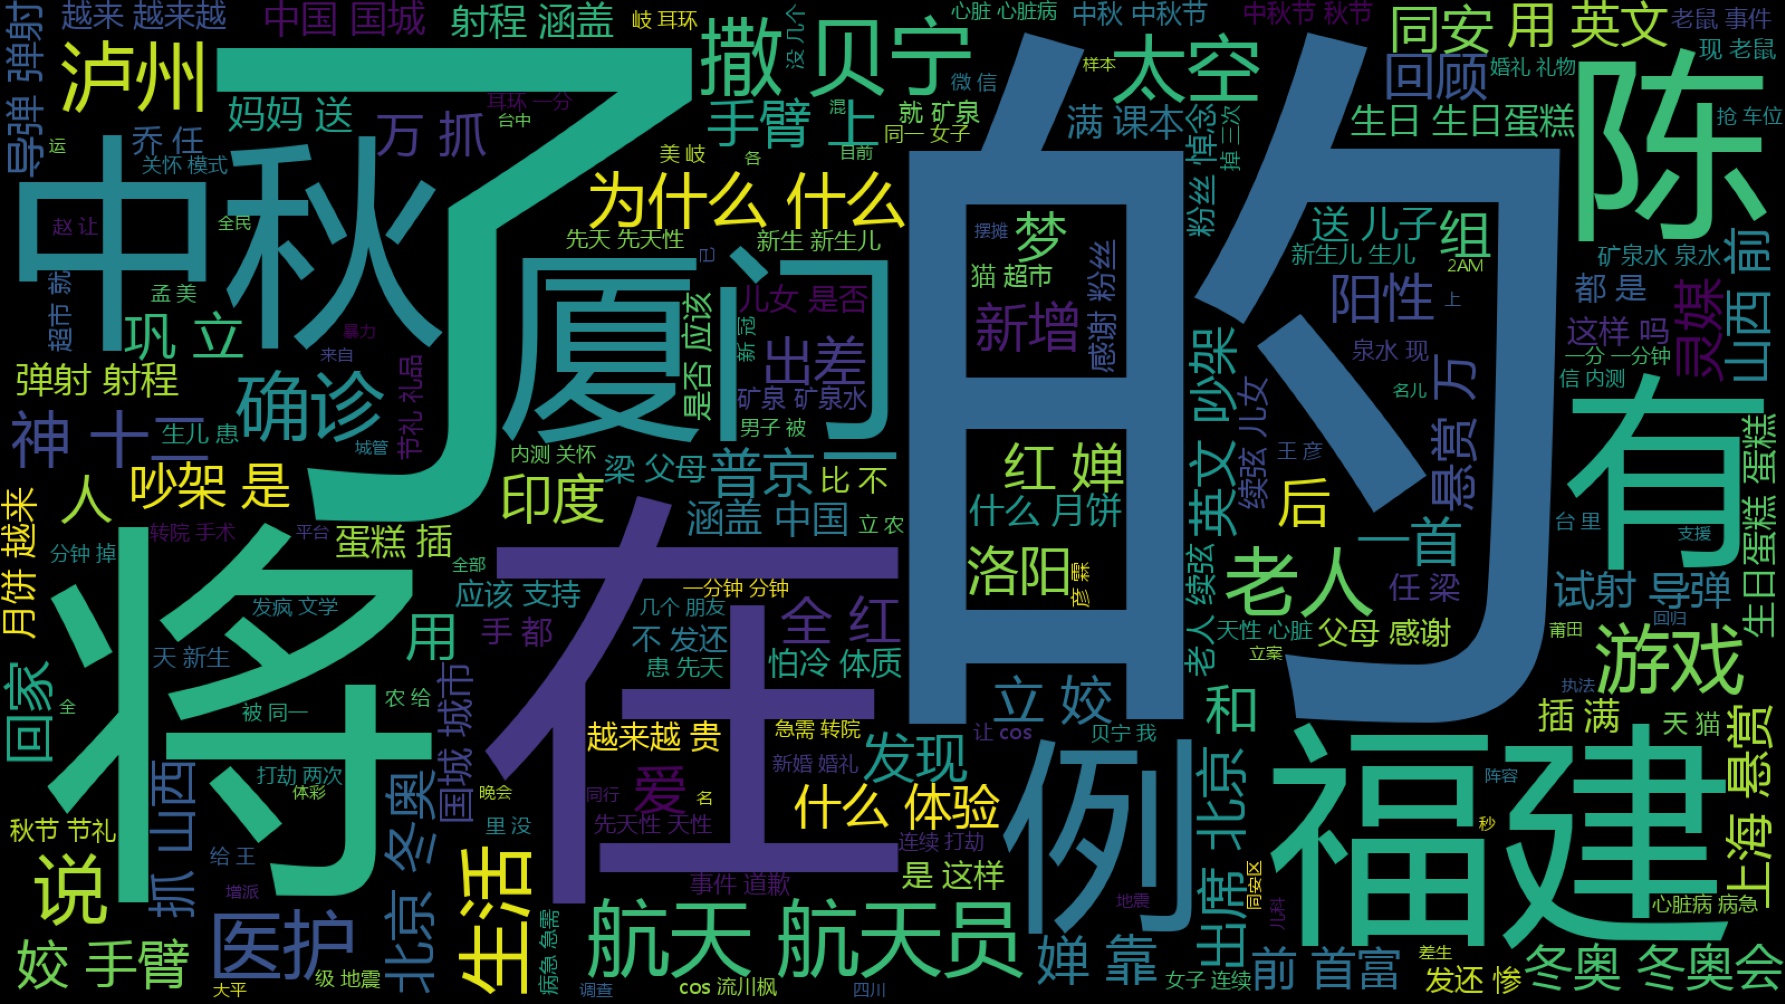 越来 越来越
中国 国城
射程 涵盖
岐 耳环
没 几个
心脏 心脏病
中秋 中秋节
中秋节 秋节
同安
用 英文
老鼠 事件
现 老鼠
导弹 弹射
泸州
了
撒 贝宁
微 信
样本
太空
的
回顾
婚礼 礼物
陈
妈妈 送
耳环 一分
台中
万 抓
手臂 上
混
就 矿泉
同一 女子
满 课本
悼念
掉 三次
生日 生日蛋糕
抢 车位
运
乔 任
关怀 模式
美 岐
各
目前
中秋
赵 让
全民
为什么 什么
粉丝
摆摊
梦
送 儿子
组
先天 先天性
新生 新生儿
已
猫 超市
新生儿 生儿
2AM
矿泉水 泉水
山西 前
超市 就
孟 美
厦门
儿女 是否
感谢 粉丝
阳性
上
都 是
灵媒
巩 立
暴力
来自
是否 应该
新冠
出差
新增
吵架
泉水 现
这样 吗
一分 一分钟
信 内测
弹射 射程
确诊
节礼 礼品
矿泉 矿泉水
男子 被
续弦 儿女
名儿
悬赏 万
有
神 十二
生儿 患
城管
内测 关怀
梁 父母
普京
比 不
红 婵
英文
王 彦
生日蛋糕 蛋糕
月饼 越来
人
吵架 是
印度
涵盖 中国
立 农
什么 月饼
后
台里
支援
转院 手术
平台
蛋糕 插
全部
在
一首
将
分钟 掉
发疯 文学
应该 支持
一分钟 分钟
几个 朋友
全 红
洛阳
彦 霖
老人 续弦
老人
任 梁
试射 导弹
回归
用
手 都
不 发还
天性 心脏
父母 感谢
莆田
天 新生
患 先天
怕冷 体质
立案
游戏
回家
全
被 同一
农 给
国城 城市
立 姣
和
执法
插 满
天 猫
悬赏
越来越 贵
急需 转院
发现
让 cos
贝宁 我
例
福建
打劫 两次
体彩
晚会
新婚 婚礼
爱
同行
名
什么 体验
阵容
秋节 节礼
抓 山西
北京 冬奥
里 没
先天性 天性
连续 打劫
出席 北京
秒
给 王
说
增派
生活
事件 道歉
是 这样
地震
同安区
儿科
上海
心脏病 病急
姣 手臂
医护
级 地震
大平
病急 急需
航天 航天员
调查
cos 流川枫
四川
婵 靠
女子 连续
前 首富
差生
发还 惨
冬奥 冬奥会